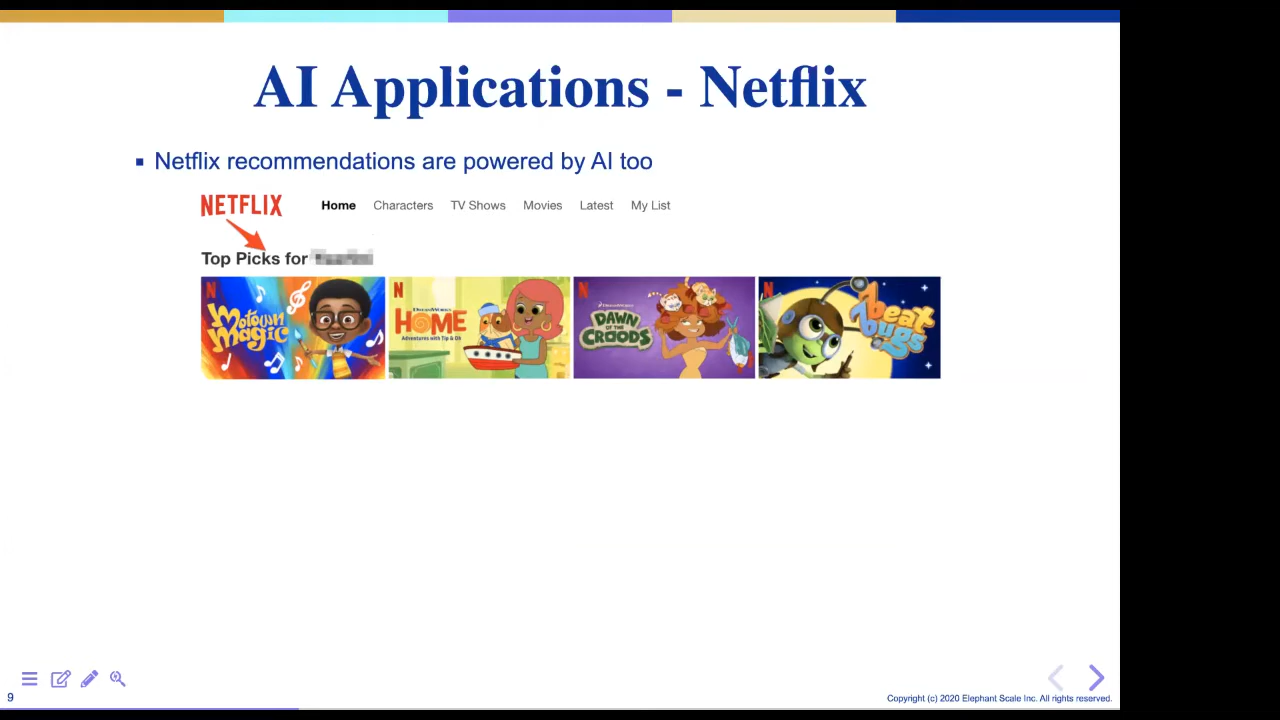 AI Applications - Netflix
Netflix recommendations are powered by AI too
NETFLIX Home Characters TV Shows Movies Latest My List
Top Picks for
N
Motown Magic
N
DREAMWORKS
HOME
Adventures with Tip & Oh
N
DREAMWORKS
DAWN
OF THE
CROODS
N
beat
bugs
9
Copyright (c) 2020 Elephant Scale Inc. All rights reserved.